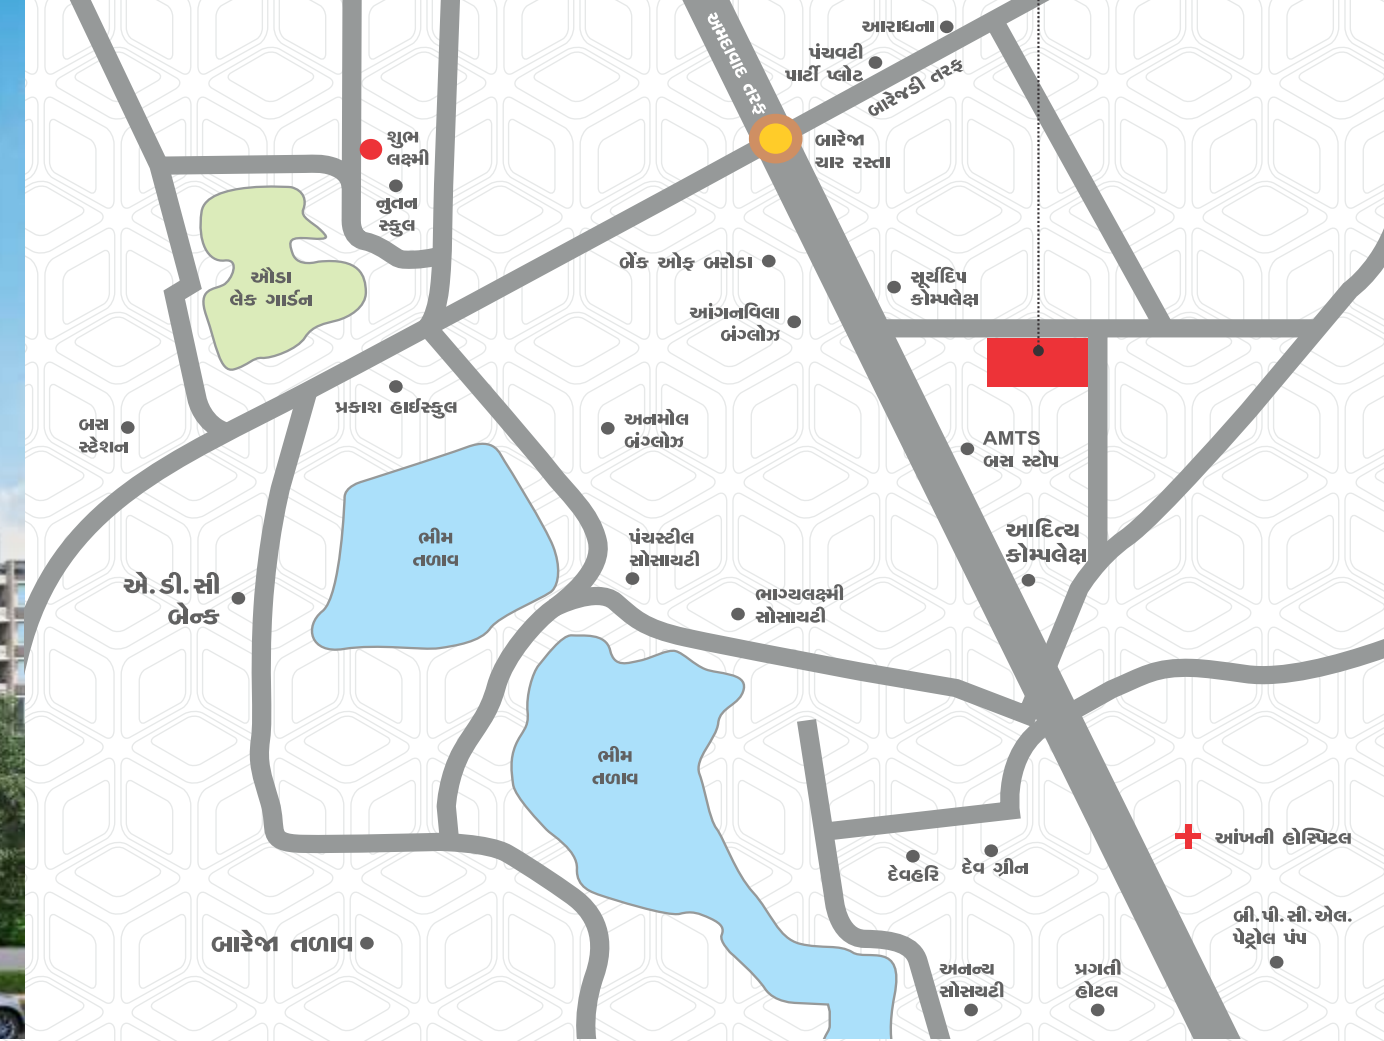 આરાધના
પંચવટી
પાર્ટી પ્લોટ
અમદાવાદ તરફ
બારેજડી તરફ
બારેજા
ચાર રસ્તા
શુભ
લક્ષ્મી
નુતન
સ્કુલ
બેંક ઓફ બરોડા
ઔડા
લેક ગાર્ડન
સૂર્યદિપ
કોમ્પલેક્ષ
આંગનવિલા
બંગ્લોઝ
પ્રકાશ હાઈસ્કુલ
બસ
સ્ટેશન
અનમોલ
બંગ્લોઝ
AMTS
બસ સ્ટોપ
ભીમ
તળાવ
પંચસ્ટીલ
સોસાયટી
આદિત્ય
કોમ્પલેક્ષ
એ.ડી.સી
બેન્ક
ભાગ્યલક્ષ્મી
સોસાયટી
ભીમ
તળાવ
આંખની હોસ્પિટલ
દેવહરિ
દેવ ગ્રીન
બી.પી.સી.એલ.
પેટ્રોલ પંપ
બારેજા તળાવ
અનન્ય
સોસયટી
પ્રગતી
હોટલ